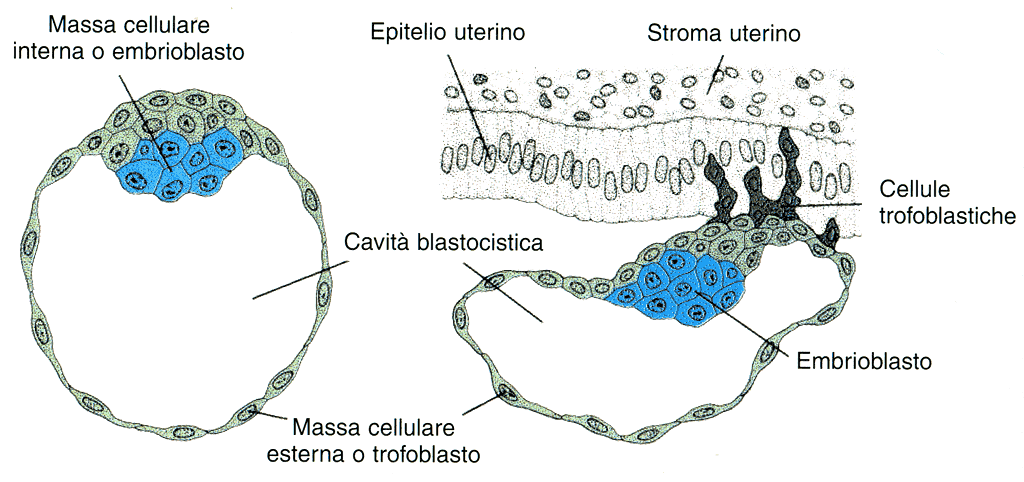 Massa cellulare
interna o embrioblasto
Epitelio uterino
Stroma uterino
Cellule
trofoblastiche
Cavità blastocistica
Embrioblasto
Massa cellulare
esterna o trofoblasto